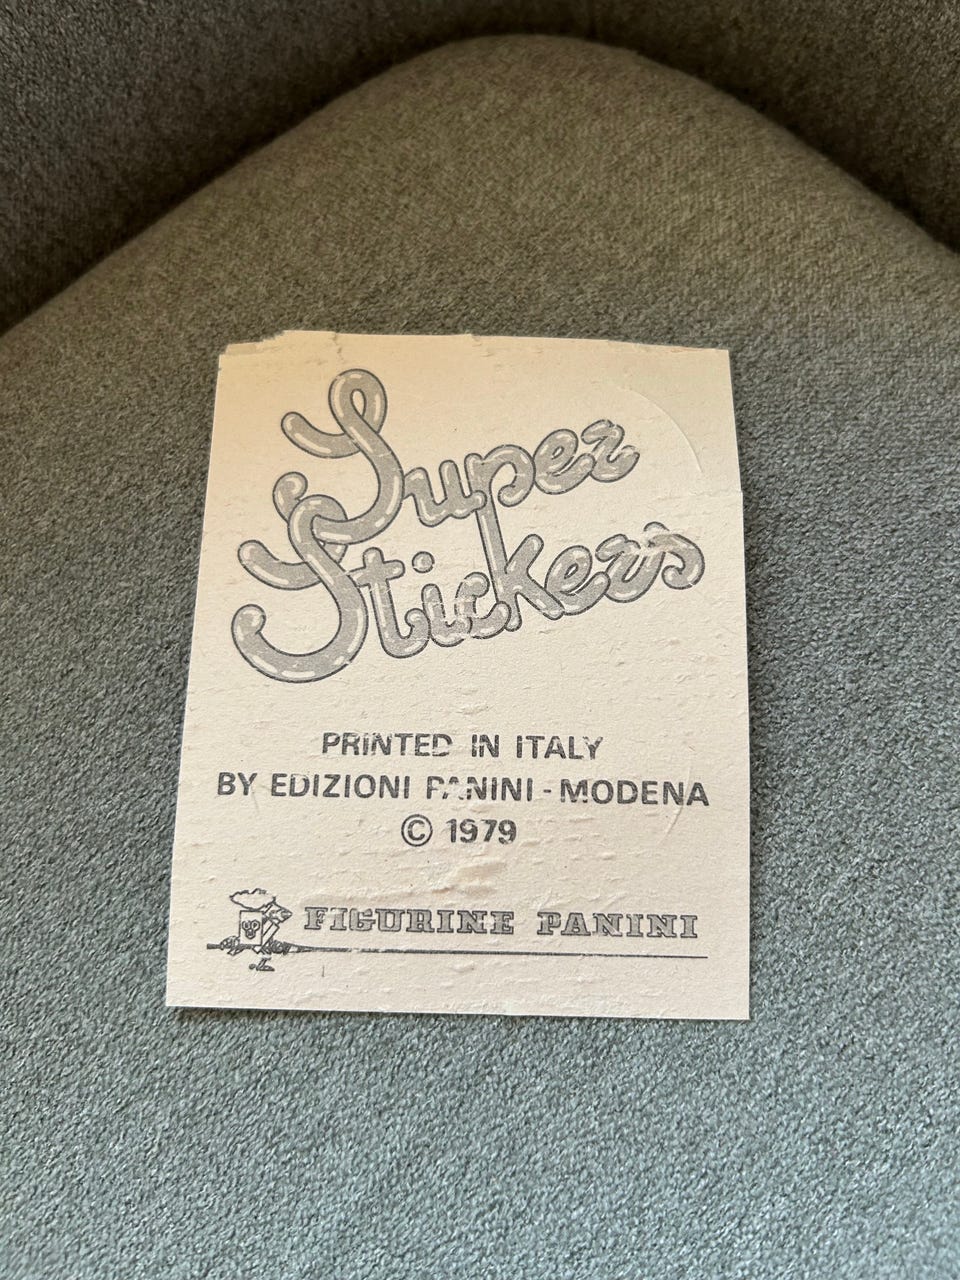 Super
Stickers
PRINTED IN ITALY
BY EDIZIONI PANINI - MODENA
© 1979
FIGURINE PANINI